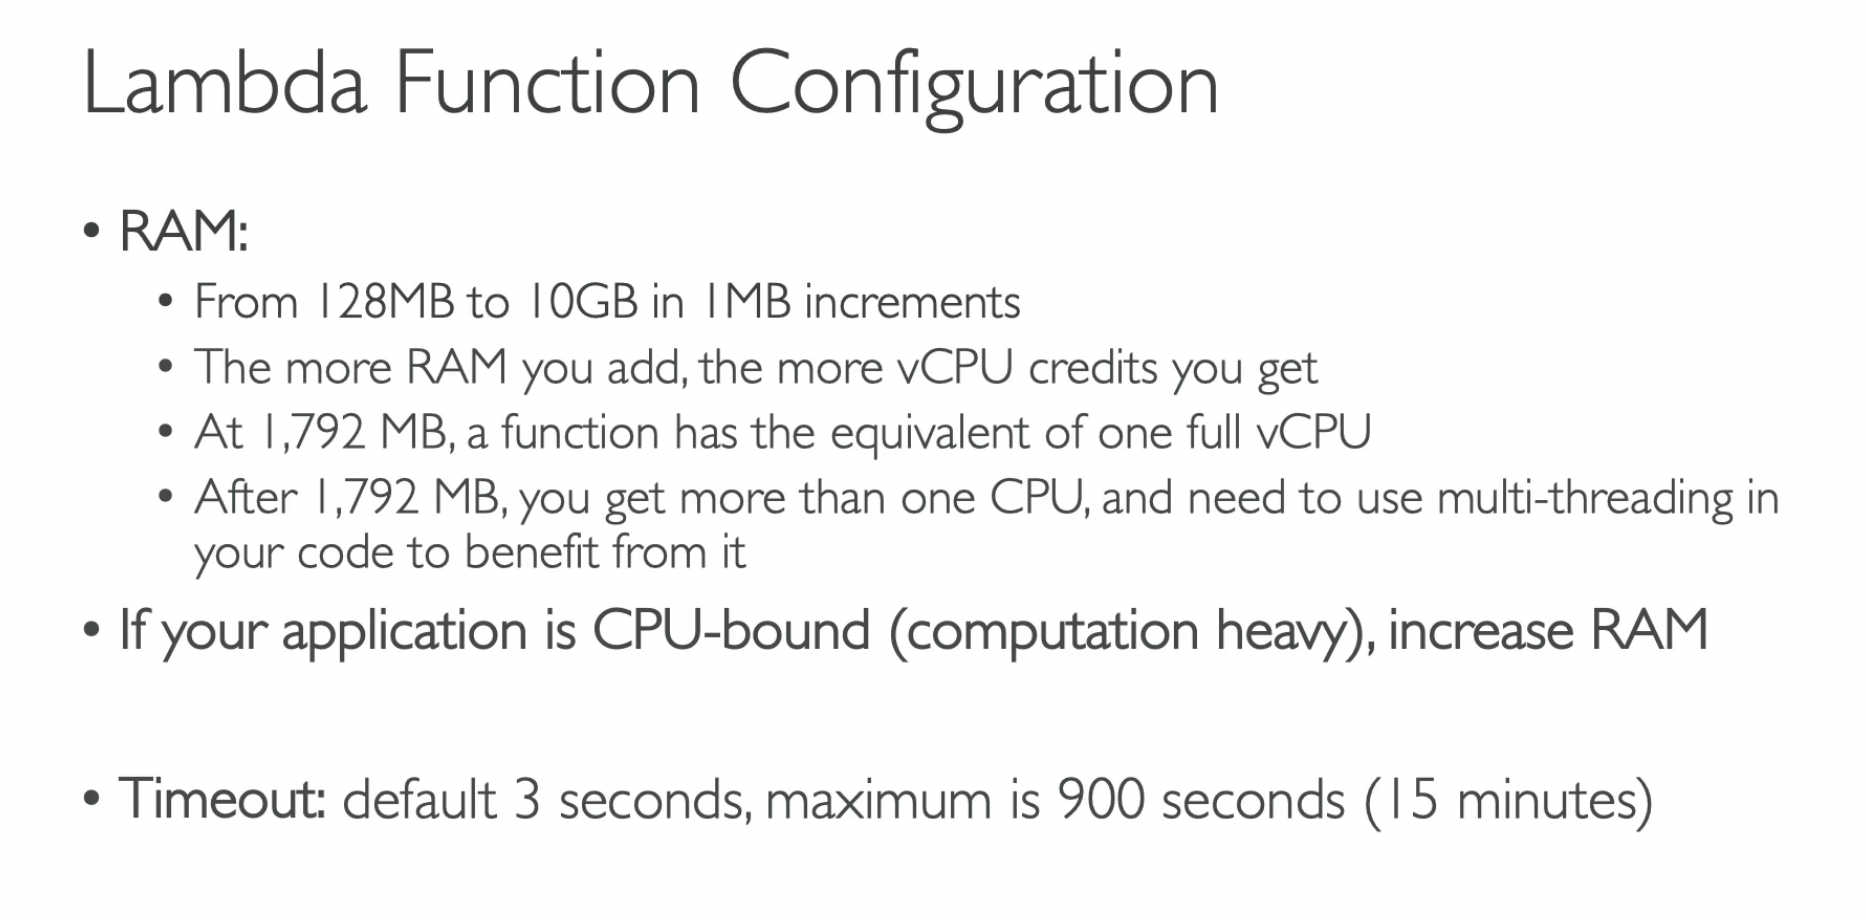 Lambda Function Configuration
• RAM:
• From 128MB to 10GB in 1MB increments
• The more RAM you add, the more vCPU credits you get
• At 1,792 MB, a function has the equivalent of one full vCPU
• After 1,792 MB, you get more than one CPU, and need to use multi-threading in
your code to benefit from it
• If your application is CPU-bound (computation heavy), increase RAM
• Timeout: default 3 seconds, maximum is 900 seconds (15 minutes)